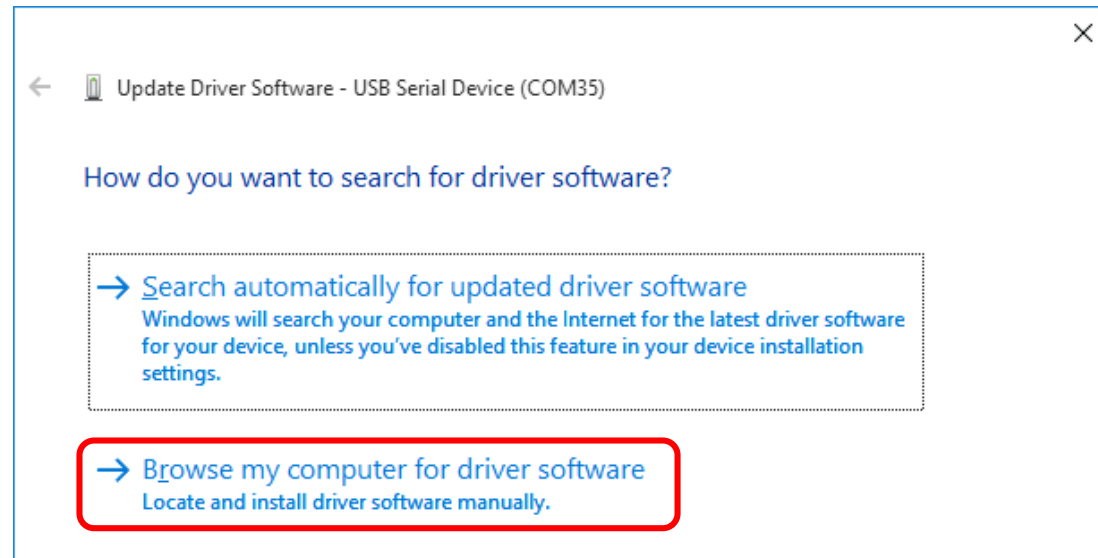 Update Driver Software - USB Serial Device (COM35)
How do you want to search for driver software?
Search automatically for updated driver software
Windows will search your computer and the Internet for the latest driver software
for your device, unless you've disabled this feature in your device installation
settings.
Browse my computer for driver software
Locate and install driver software manually.